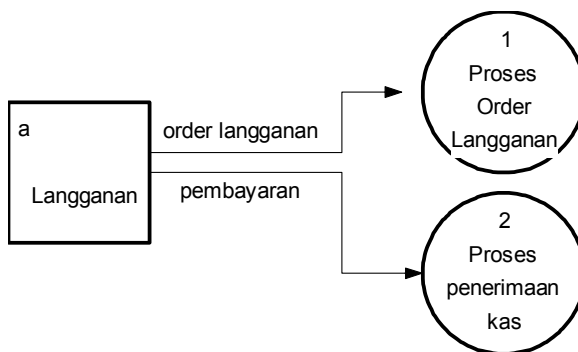 a
Langganan
order langganan
pembayaran
1
Proses
Order
Langganan
2
Proses
penerimaan
kas